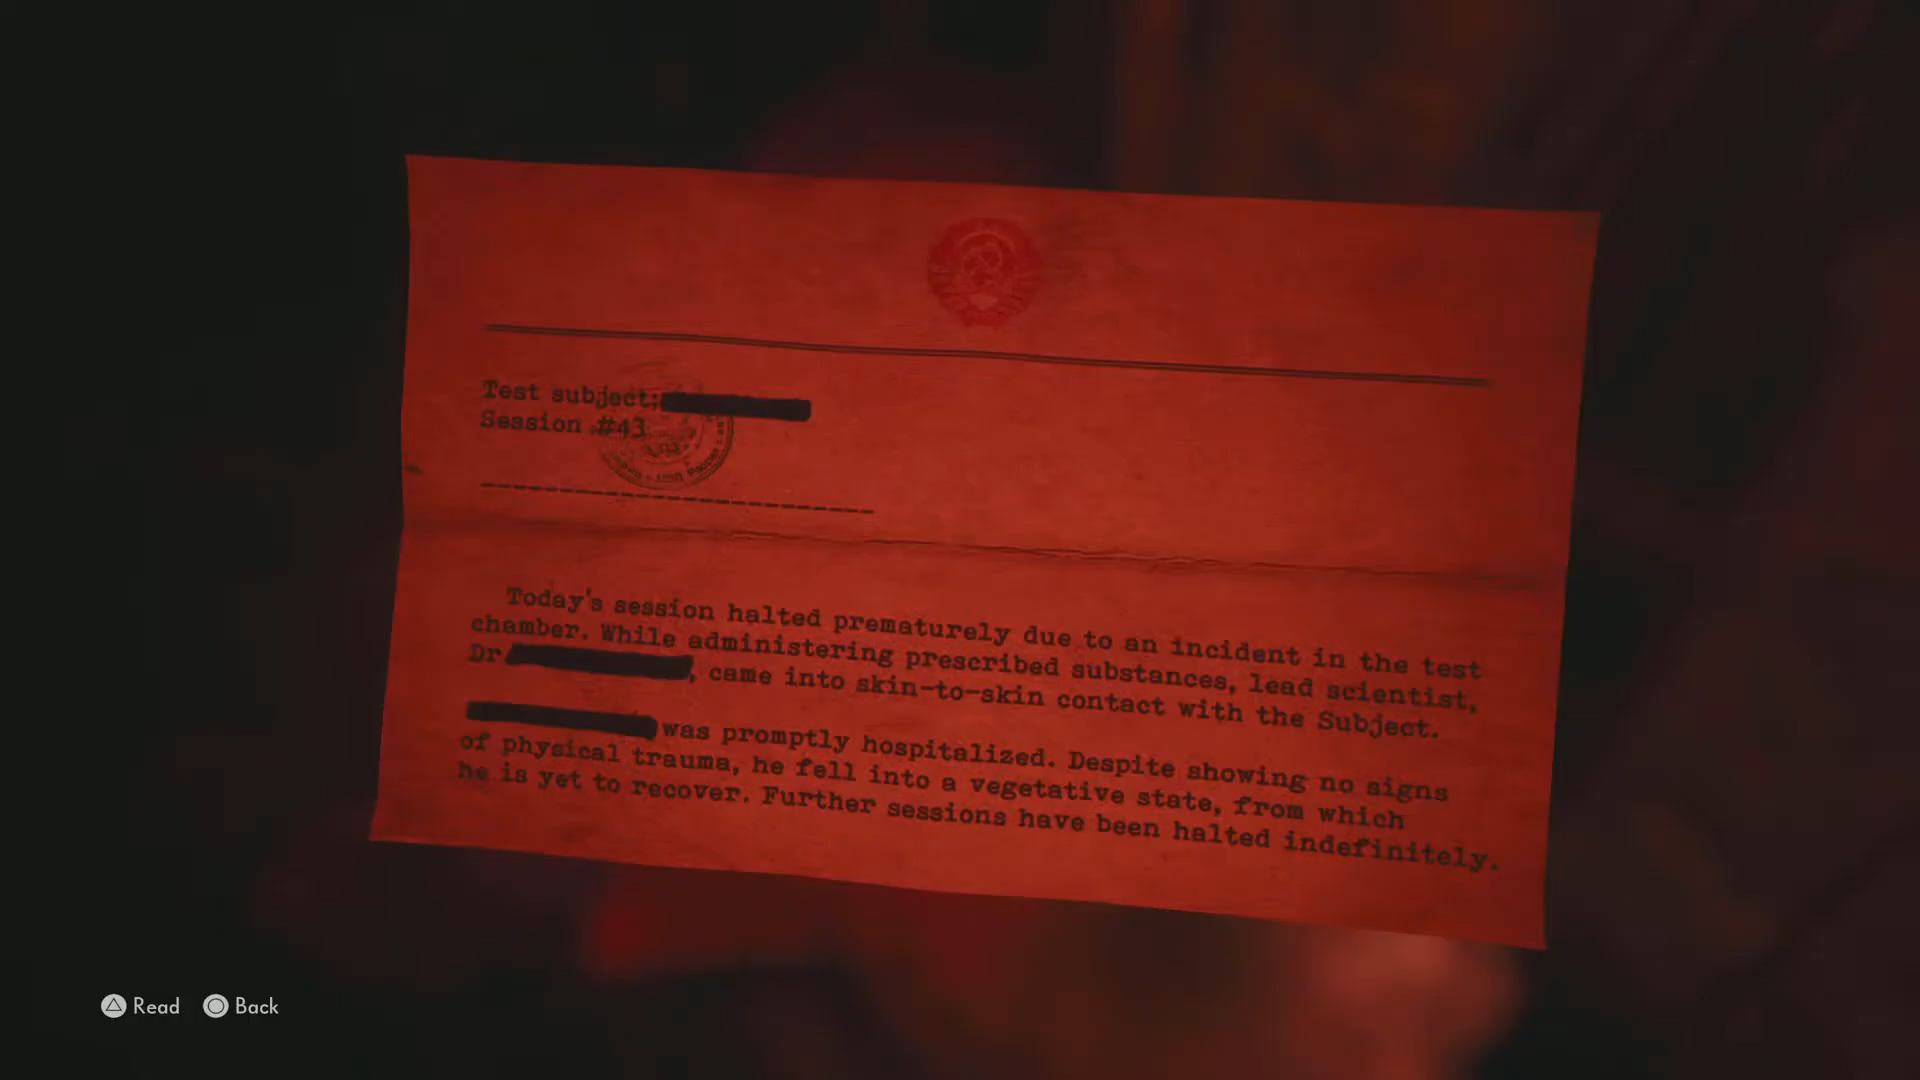 Test subject:
Session #43
Today's session halted prematurely due to an incident in the test
chamber. While administering prescribed substances, lead scientist,
Dr , came into skin-to-skin contact with the Subject.
was promptly hospitalized. Despite showing no signs
of physical trauma, he fell into a vegetative state, from which
he is yet to recover. Further sessions have been halted indefinitely.
Read Back